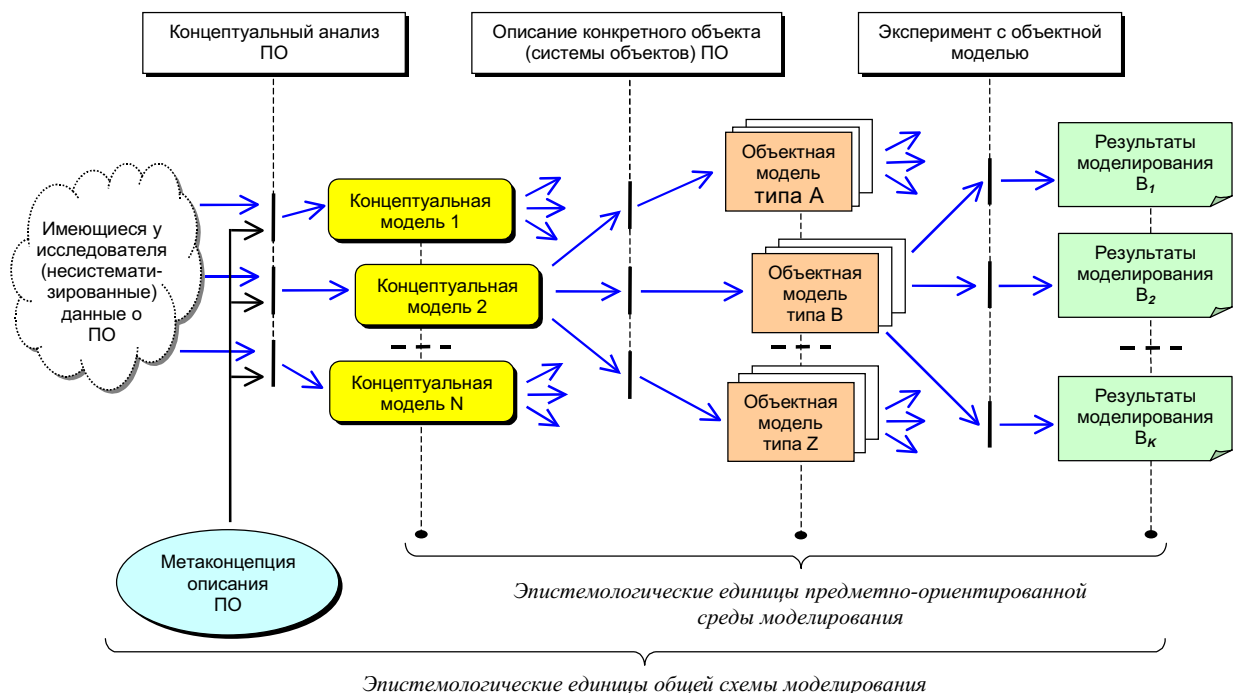 Концептуальный анализ
ПО
Описание конкретного объекта
(системы объектов) ПО
Эксперимент с объектной
моделью
Имеющиеся у
исследователя
(несистемати-
зированные)
данные о
ПО
Концептуальная
модель 1
Концептуальная
модель 2
Концептуальная
модель N
Объектная
модель
типа А
Объектная
модель
типа В
Объектная
модель
типа Z
Результаты
моделирования
В1
Результаты
моделирования
В2
Результаты
моделирования
ВK
Метаконцепция
описания
ПО
Эпистемологические единицы предметно-ориентированной
среды моделирования
Эпистемологические единицы общей схемы моделирования